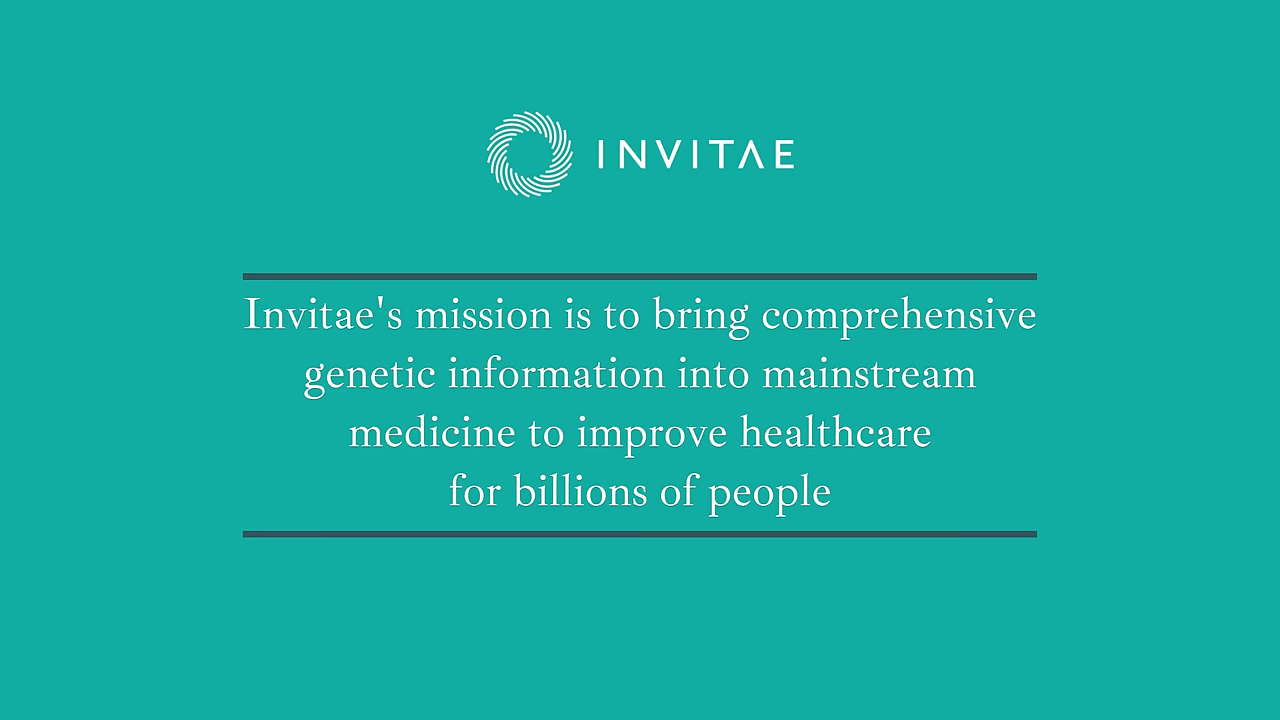 INVITAE
Invitae's mission is to bring comprehensive
genetic information into mainstream
medicine to improve healthcare
for billions of people